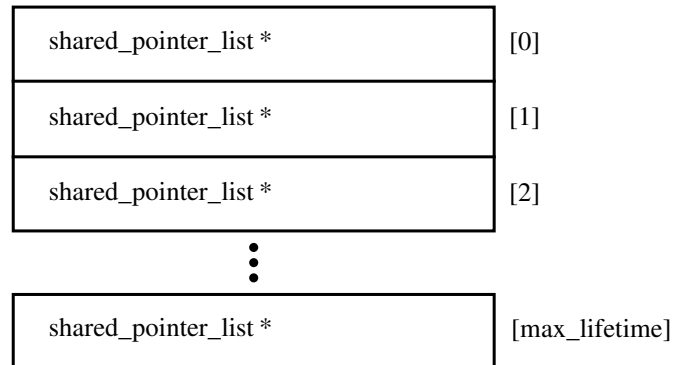 shared_pointer_list * [0]
shared_pointer_list * [1]
shared_pointer_list * [2]
shared_pointer_list * [max_lifetime]